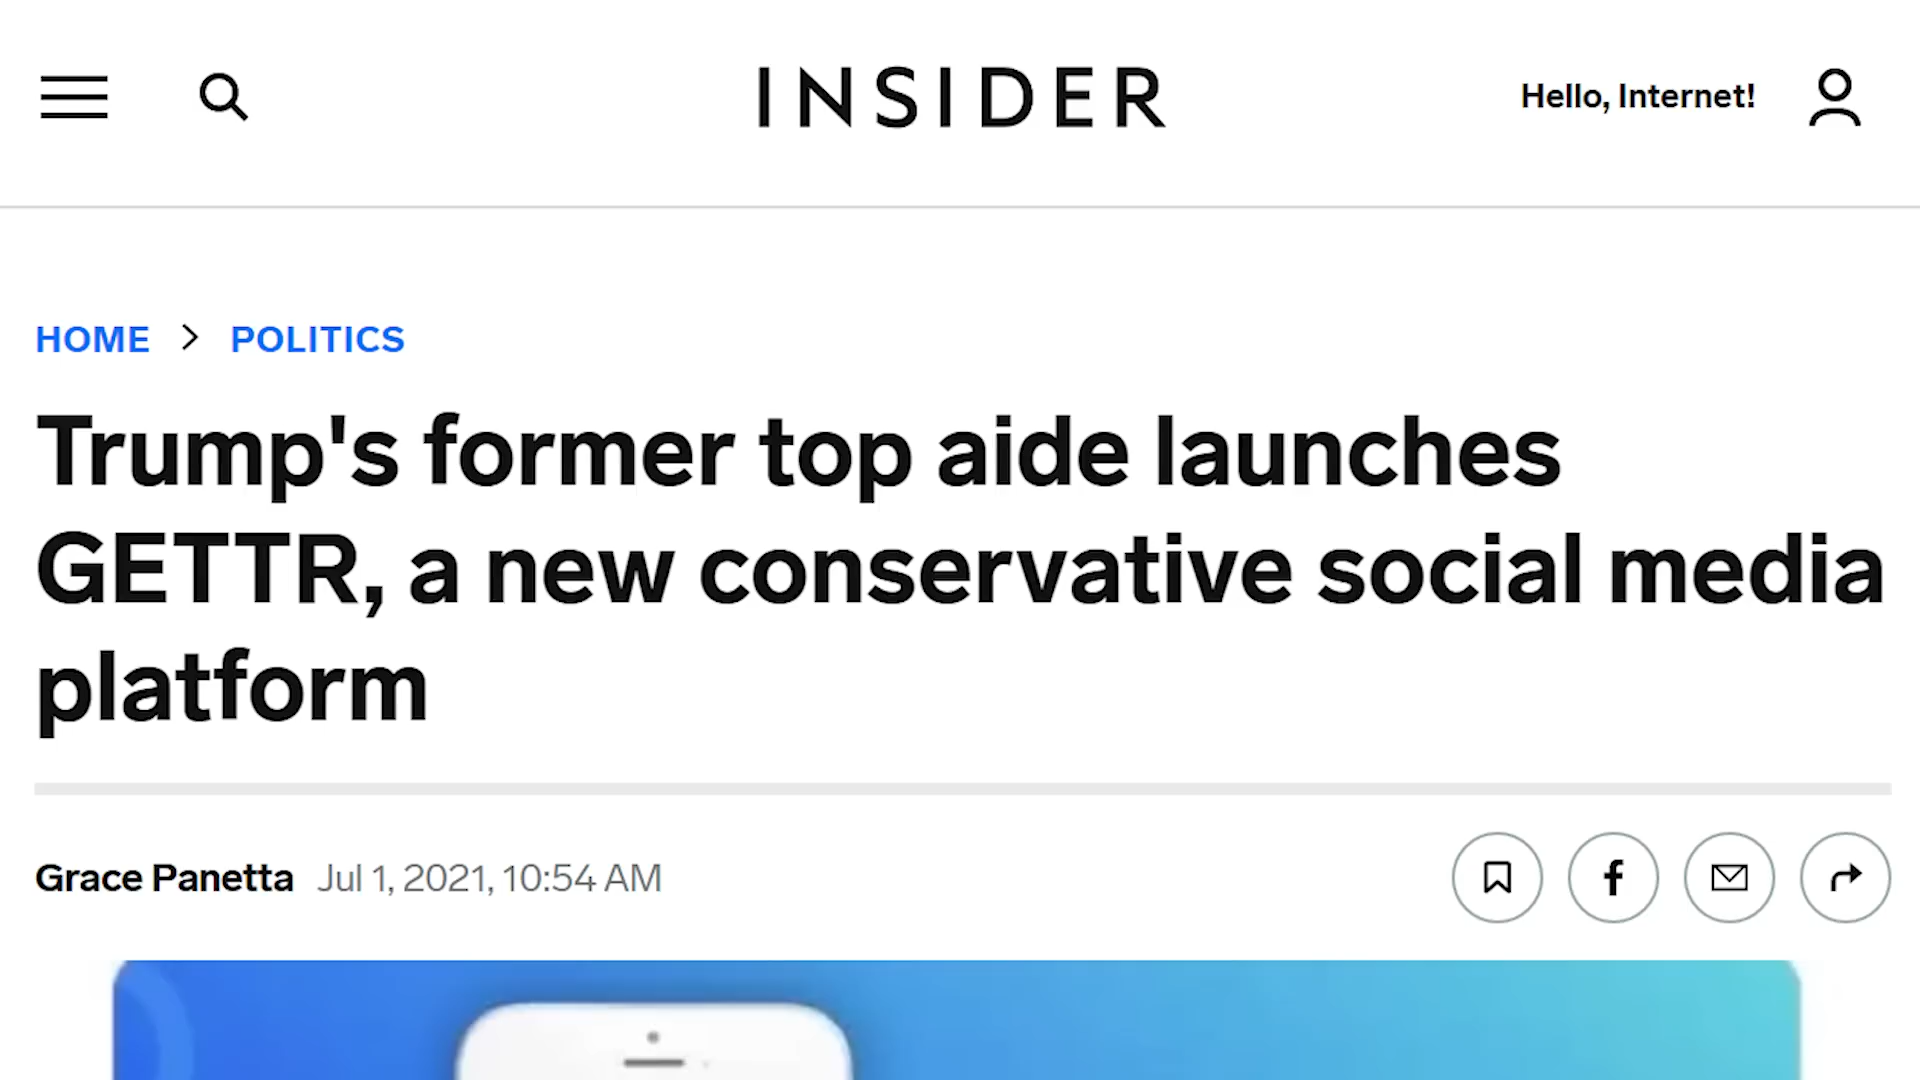 INSIDER
Hello, Internet!
HOME > POLITICS
Trump's former top aide launches
GETTR, a new conservative social media
platform
Grace Panetta Jul 1, 2021, 10:54 AM